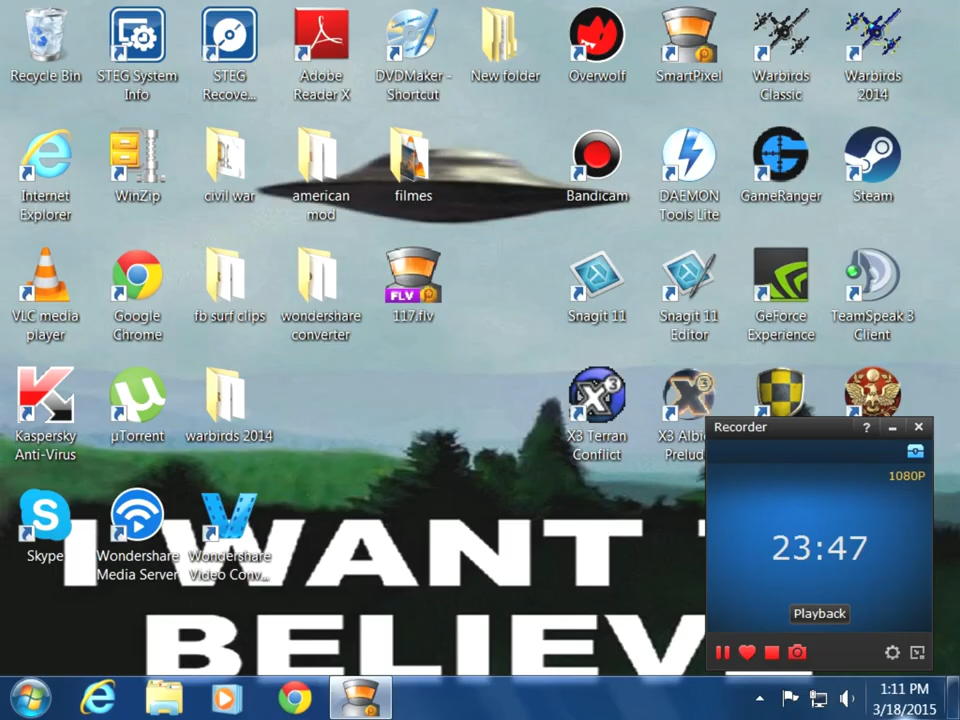 Recycle Bin
STEG System
Info
STEG
Recove...
Adobe
Reader X
DVDMaker -
Shortcut
New folder
Overwolf
SmartPixel
Warbirds
Classic
Warbirds
2014
Internet
Explorer
WinZip
civil war
american
mod
filmes
Bandicam
DAEMON
Tools Lite
GameRanger
Steam
VLC media
player
Google
Chrome
fb surf clips
wondershare
converter
FLV
117.flv
Snagit 11
Snagit 11
Editor
GeForce
Experience
TeamSpeak 3
Client
Kaspersky
Anti-Virus
µTorrent
warbirds 2014
X3 Terran
Conflict
X3 Albi
Prelud
Recorder
1080P
23:47
Playback
Skype
Wondershare
Media Server
Wondershare
Video Conv...
I WANT T
BELIEVE
1:11 PM
3/18/2015